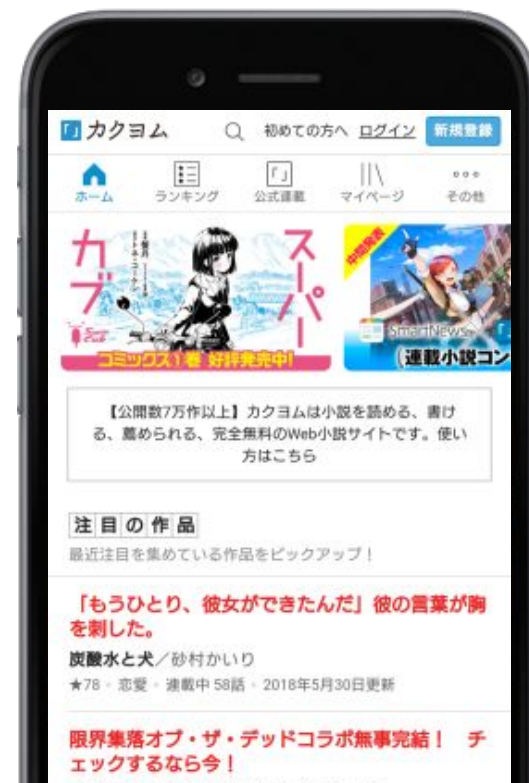 カクヨム 初めての方へ ログイン 新規登録
ホーム ランキング 公式連載 マイページ その他
スーパー
カブ
コミックス1巻 好評発売中!
中間発表
SmartNews×「
(連載小説コン
【公開数7万作以上】カクヨムは小説を読める、書け
る、薦められる、完全無料のWeb小説サイトです。使い
方はこちら
注目の作品
最近注目を集めている作品をピックアップ!
「もうひとり、彼女ができたんだ」彼の言葉が胸
を刺した。
炭酸水と犬/砂村かいり
★78・恋愛・連載中 58話・2018年5月30日更新
限界集落オブ・ザ・デッドコラボ無事完結! チ
ェックするなら今!